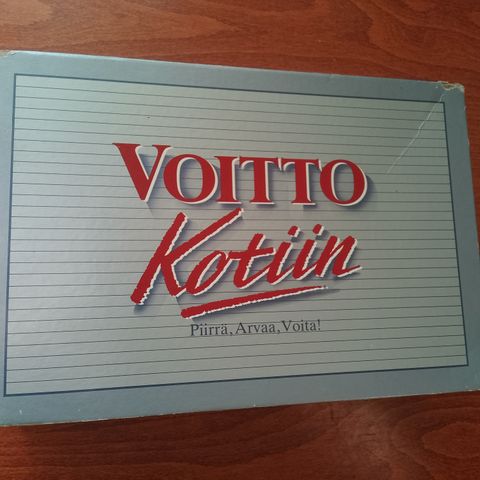 VOITTO
Kotiin
Piirrä, Arvaa, Voita!